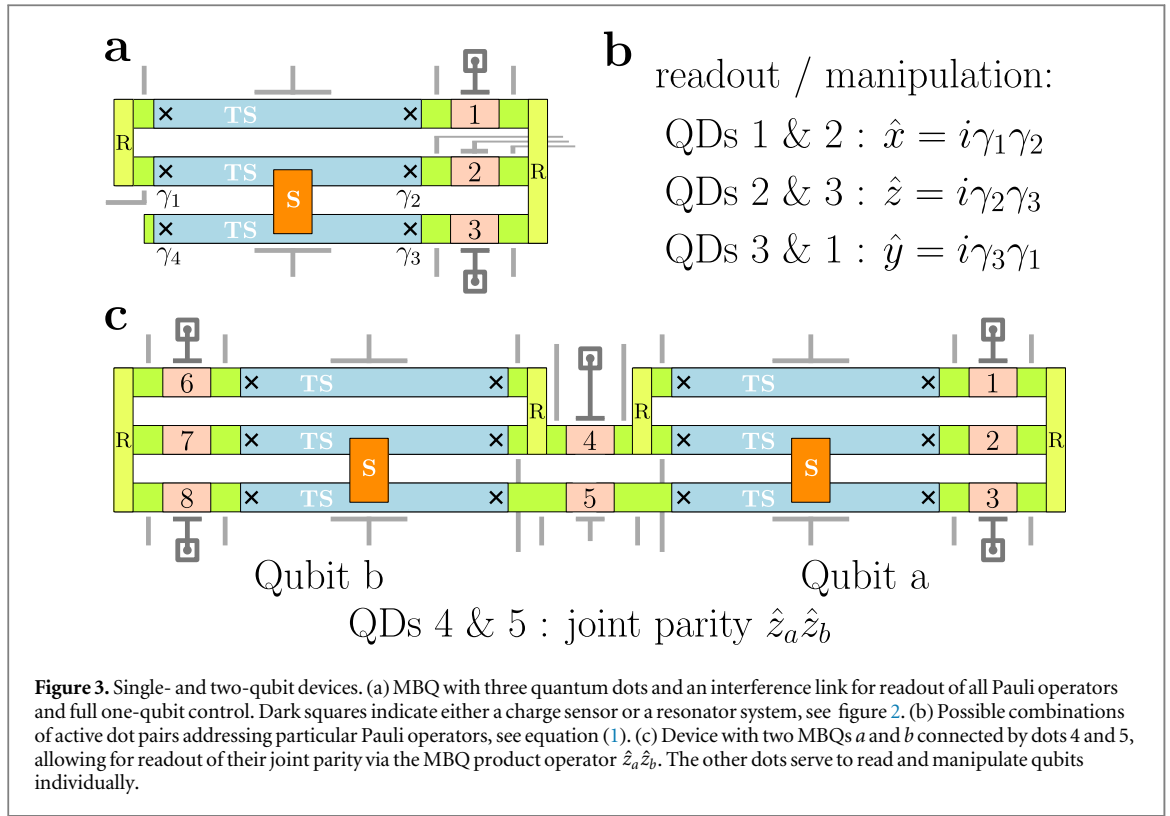 a
TS 1
R
TS 2 R
γ₁ S γ₂
TS 3
γ₄ γ₃
b
readout / manipulation:
QDs 1 & 2 : x̂ = iγ₁γ₂
QDs 2 & 3 : ẑ = iγ₂γ₃
QDs 3 & 1 : ŷ = iγ₃γ₁
c
6 TS TS 1
R R
R 7 TS 4 TS 2 R
S S
8 TS 5 TS 3
Qubit b Qubit a
QDs 4 & 5 : joint parity ẑₐẑ_b
Figure 3. Single- and two-qubit devices. (a) MBQ with three quantum dots and an interference link for readout of all Pauli operators
and full one-qubit control. Dark squares indicate either a charge sensor or a resonator system, see figure 2. (b) Possible combinations
of active dot pairs addressing particular Pauli operators, see equation (1). (c) Device with two MBQs a and b connected by dots 4 and 5,
allowing for readout of their joint parity via the MBQ product operator ẑₐẑ_b. The other dots serve to read and manipulate qubits
individually.